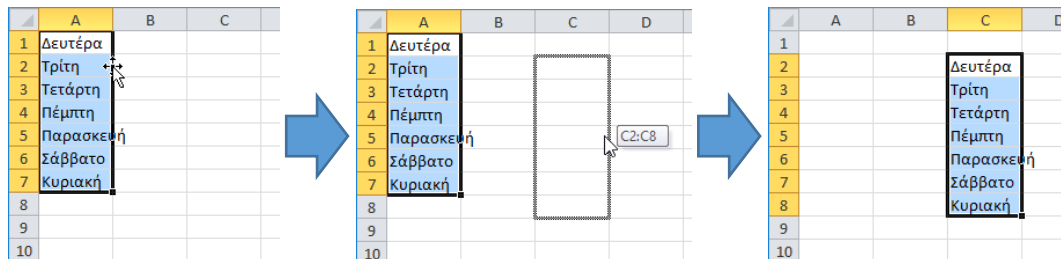 A B C
1 Δευτέρα
2 Τρίτη
3 Τετάρτη
4 Πέμπτη
5 Παρασκευή
6 Σάββατο
7 Κυριακή
8
9
10
A B C D
1 Δευτέρα
2 Τρίτη
3 Τετάρτη
4 Πέμπτη
5 Παρασκευή C2:C8
6 Σάββατο
7 Κυριακή
8
9
10
A B C D
1
2 Δευτέρα
3 Τρίτη
4 Τετάρτη
5 Πέμπτη
6 Παρασκευή
7 Σάββατο
8 Κυριακή
9
10